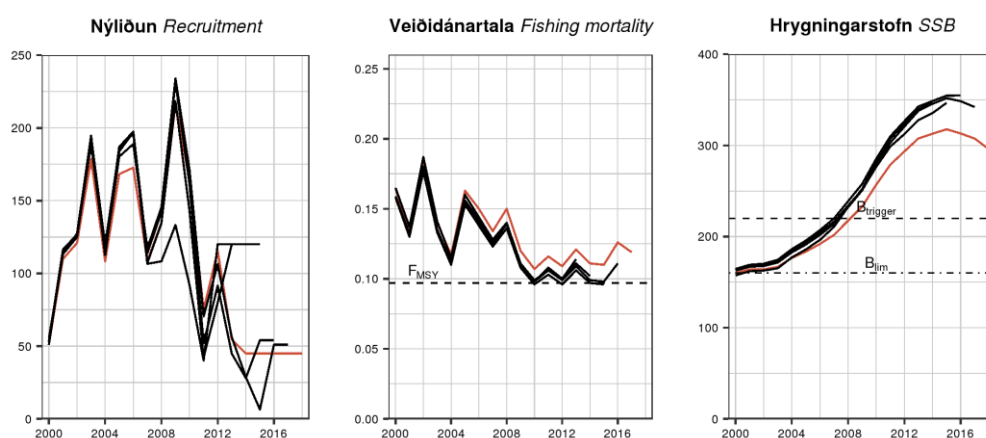 Nýliðun Recruitment
250
200
150
100
50
0
2000 2004 2008 2012 2016
Veiðidánartala Fishing mortality
0.25
0.20
0.15
0.10
0.05
0.00
FMSY
2000 2004 2008 2012 2016
Hrygningarstofn SSB
400
300
200
100
0
Btrigger
Blim
2000 2004 2008 2012 2016